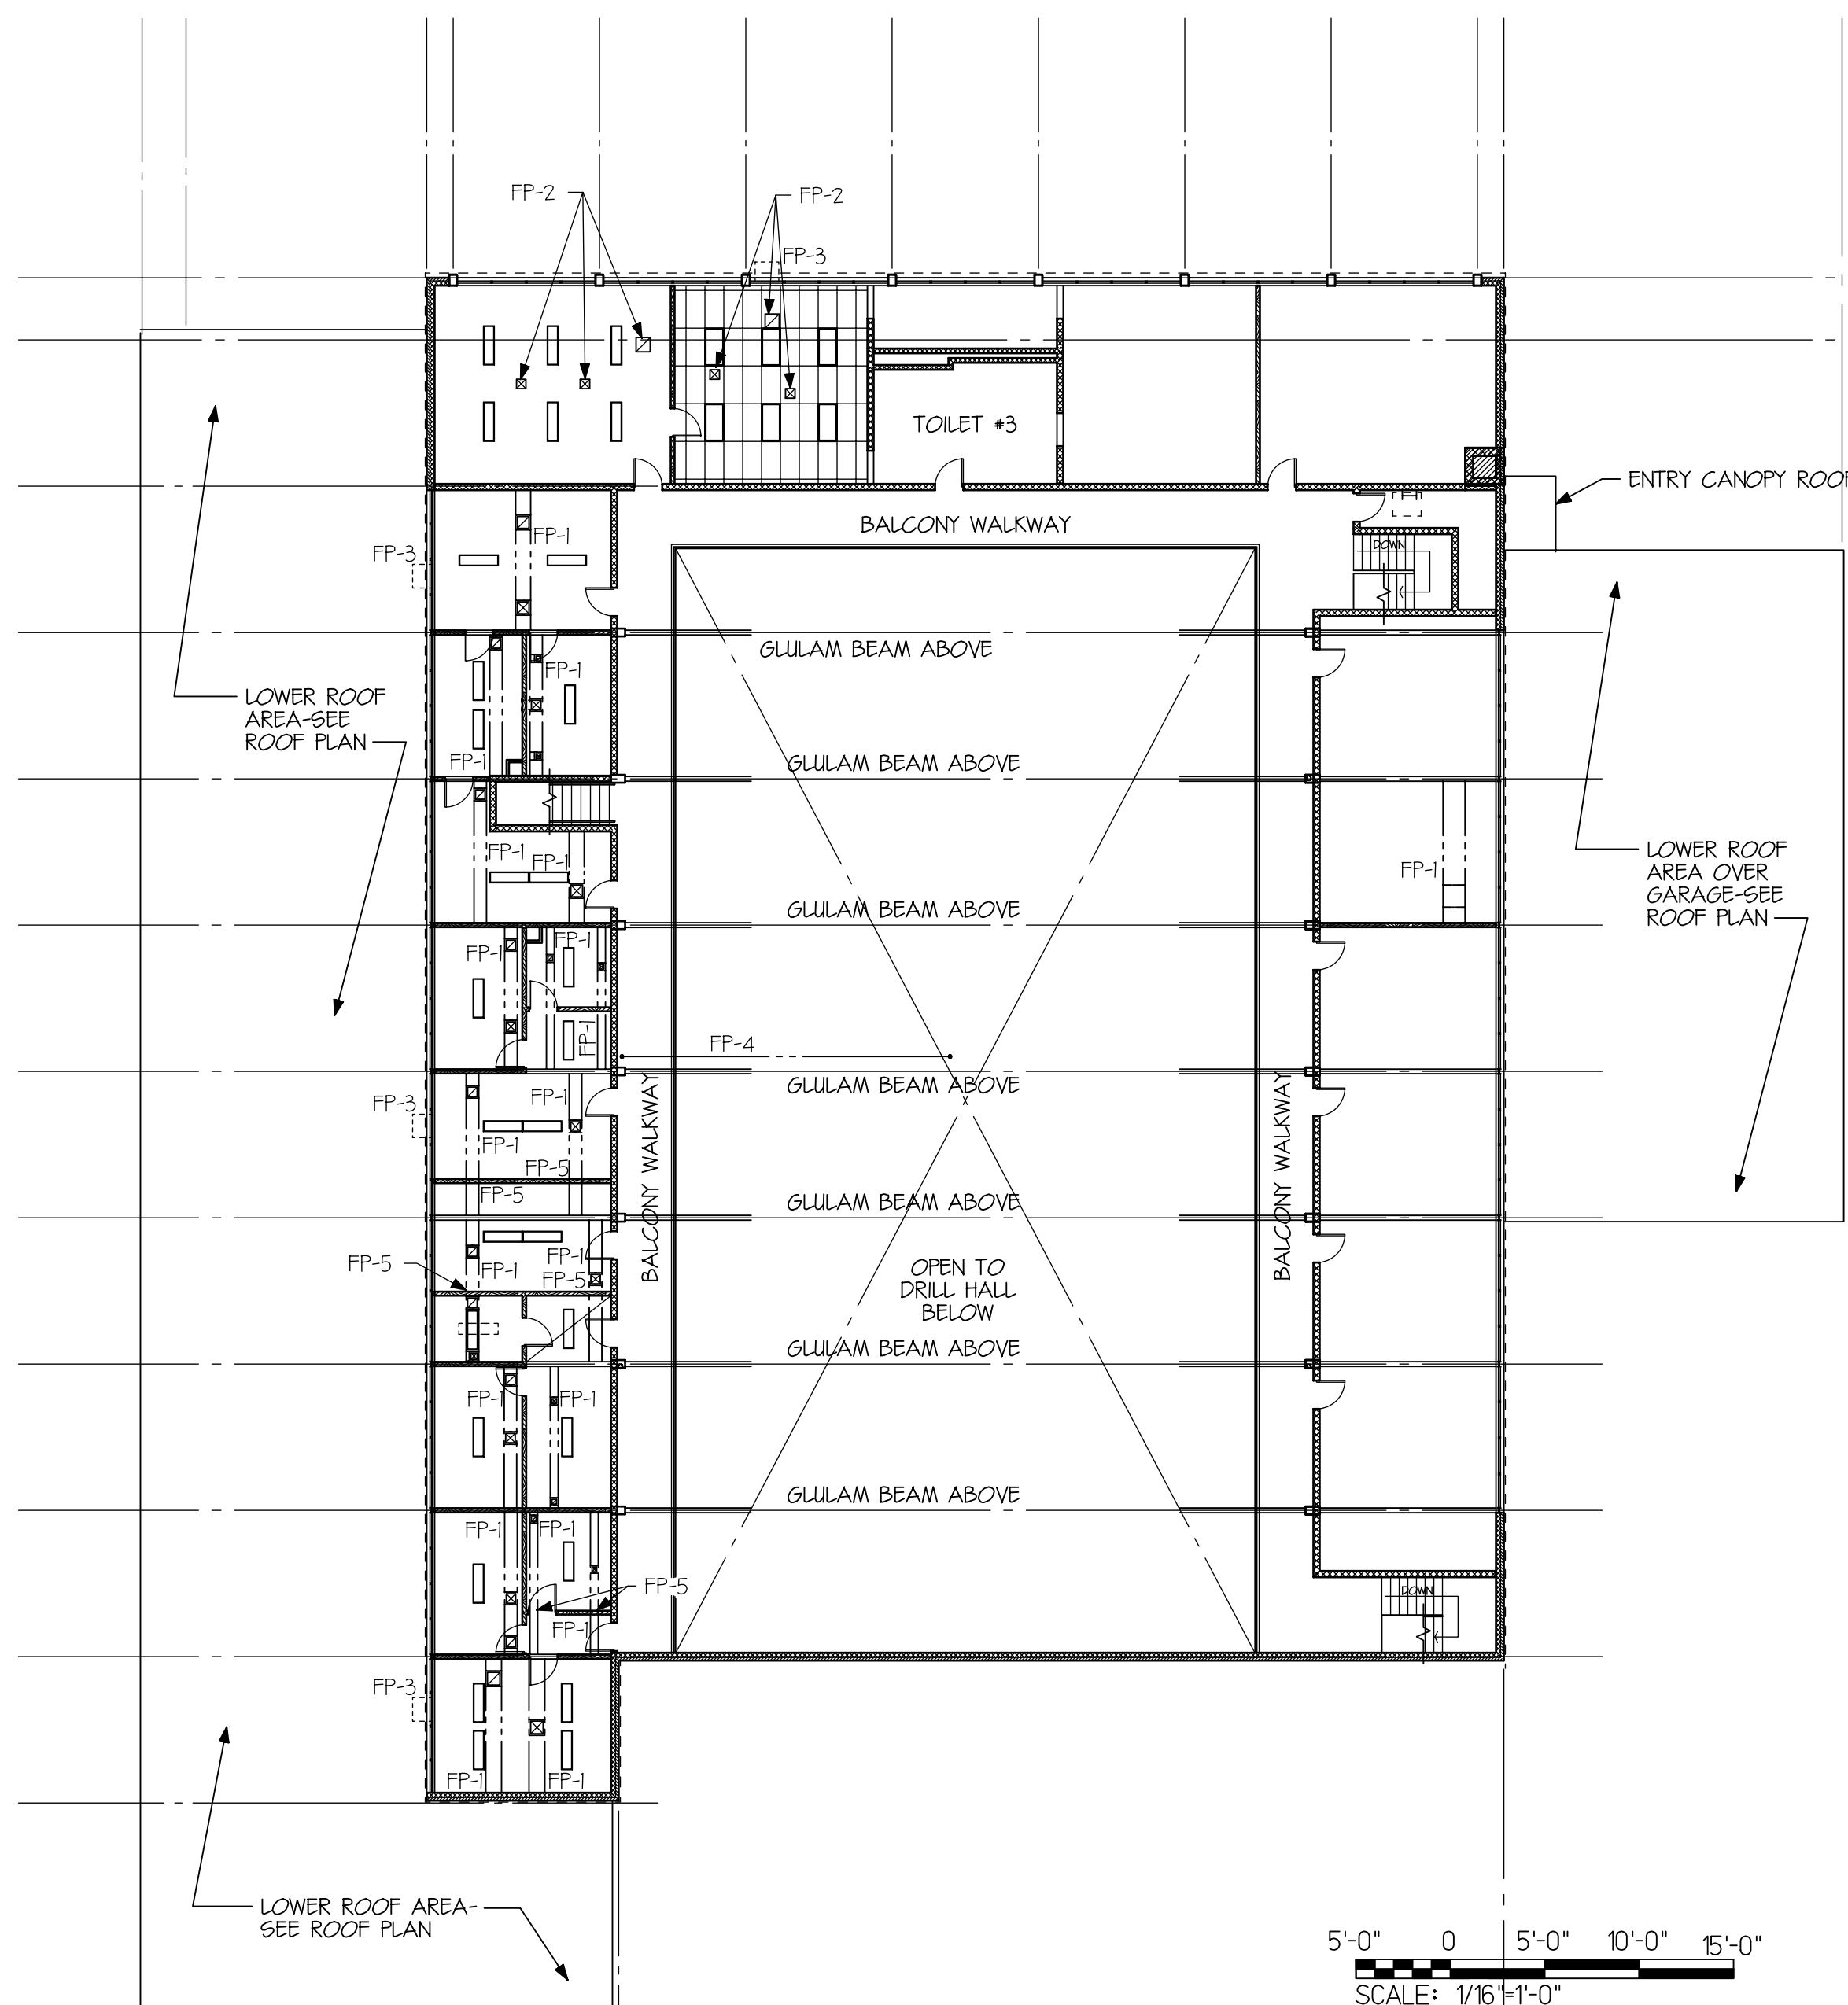 FP-2
FP-2
FP-3
TOILET #3
ENTRY CANOPY ROOF
BALCONY WALKWAY
FP-1
DOWN
FP-3
GLULAM BEAM ABOVE
FP-1
LOWER ROOF
AREA-SEE
ROOF PLAN
FP-1
GLULAM BEAM ABOVE
FP-1
FP-1
FP-1
LOWER ROOF
AREA OVER
GARAGE-SEE
ROOF PLAN
GLULAM BEAM ABOVE
FP-1
FP-1
FP-1
FP-4
GLULAM BEAM ABOVE
FP-3
FP-1
BALCONY WALKWAY
BALCONY WALKWAY
FP-1
FP-5
FP-5
GLULAM BEAM ABOVE
FP-1
FP-5
FP-1
FP-5
OPEN TO
DRILL HALL
BELOW
GLULAM BEAM ABOVE
FP-1
FP-1
GLULAM BEAM ABOVE
FP-1
FP-1
FP-5
DOWN
FP-1
FP-3
FP-1
FP-1
LOWER ROOF AREA-
SEE ROOF PLAN
5'-0" 0 5'-0" 10'-0" 15'-0"
SCALE: 1/16"=1'-0"